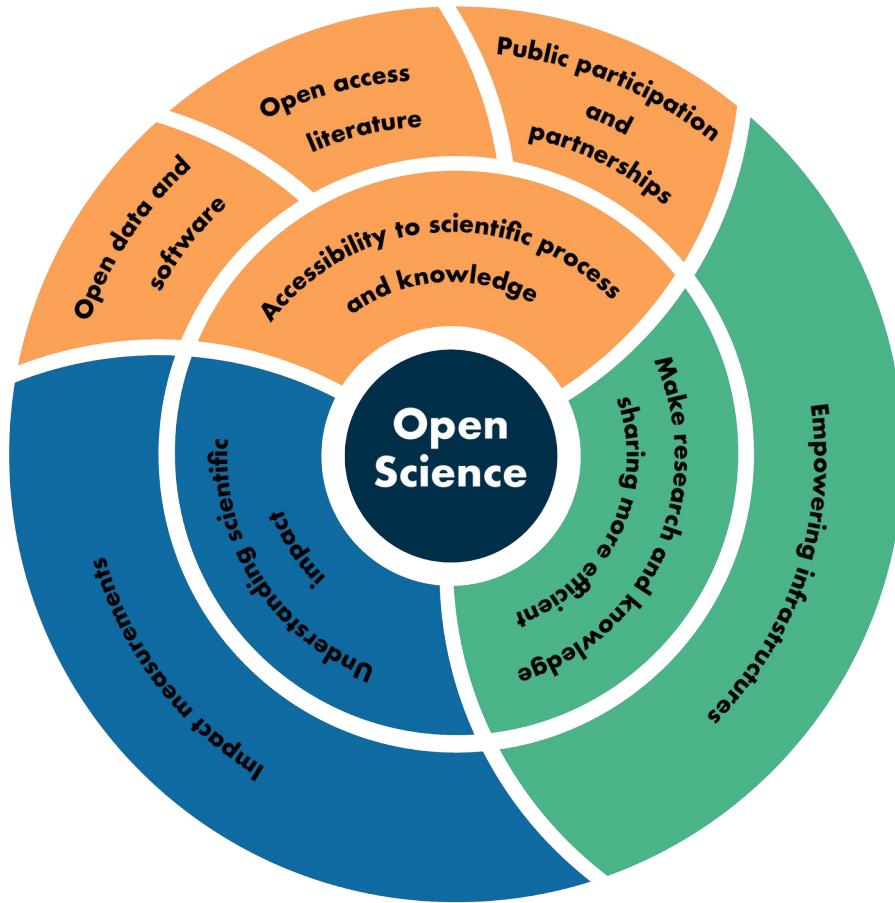 Open
Science
Accessibility to scientific process
and knowledge
Open data and
software
Open access
literature
Public participation
and
partnerships
Make research and knowledge
sharing more efficient
Empowering infrastructures
Understanding scientific
impact
Impact measurements